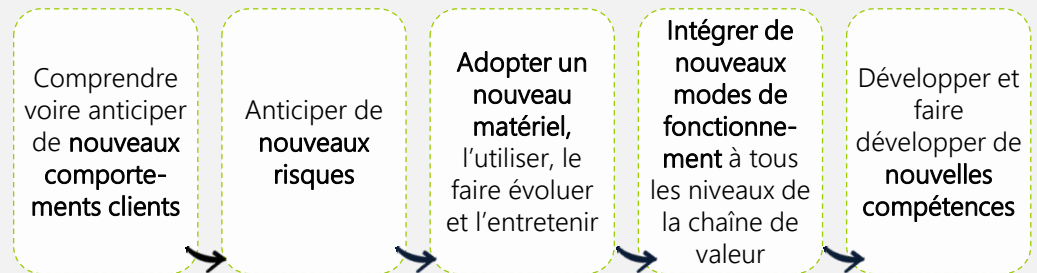 Comprendre
voire anticiper
de nouveaux
comporte-
ments clients
Anticiper de
nouveaux
risques
Adopter un
nouveau
matériel,
l’utiliser, le
faire évoluer
et l’entretenir
Intégrer de
nouveaux
modes de
fonctionne-
ment à tous
les niveaux de
la chaîne de
valeur
Développer et
faire
développer de
nouvelles
compétences